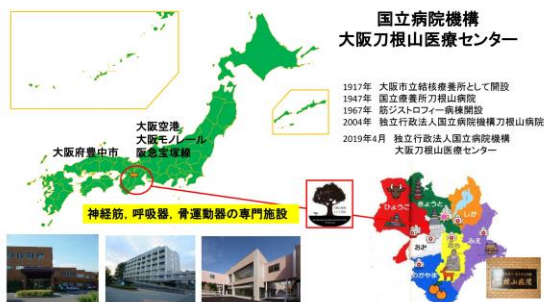 国立病院機構
大阪刀根山医療センター
1917年 大阪市立結核療養所として開設
1947年 国立療養所刀根山病院
1967年 筋ジストロフィー病棟開設
2004年 独立行政法人国立病院機構刀根山病院
2019年4月 独立行政法人国立病院機構
大阪刀根山医療センター
大阪空港
大阪モノレール
阪急宝塚線
大阪府豊中市
神経筋，呼吸器，骨運動器の専門施設
ひょうご
きょうと
しが
みえ
わかやま